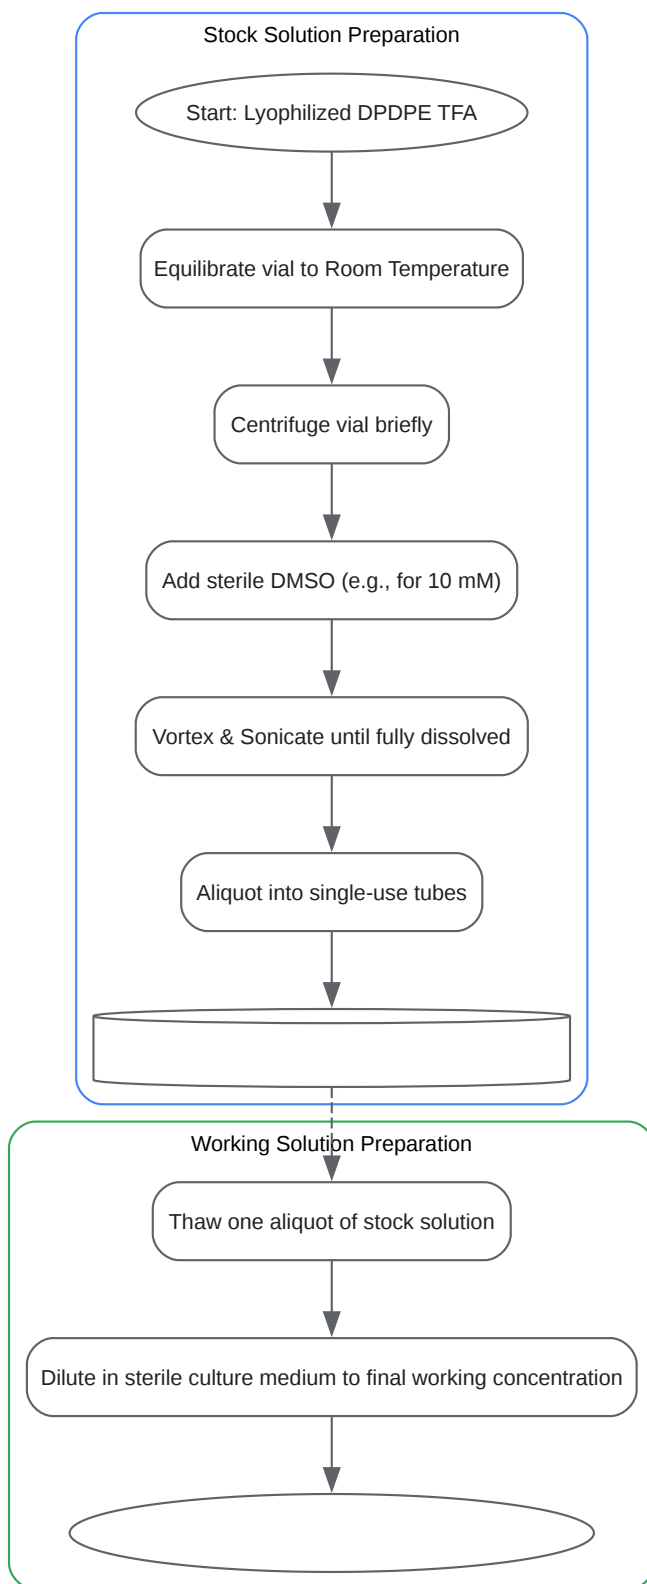 Stock Solution Preparation
Start: Lyophilized DPDPE TFA
Equilibrate vial to Room Temperature
Centrifuge vial briefly
Add sterile DMSO (e.g., for 10 mM)
Vortex & Sonicate until fully dissolved
Aliquot into single-use tubes
Working Solution Preparation
Thaw one aliquot of stock solution
Dilute in sterile culture medium to final working concentration